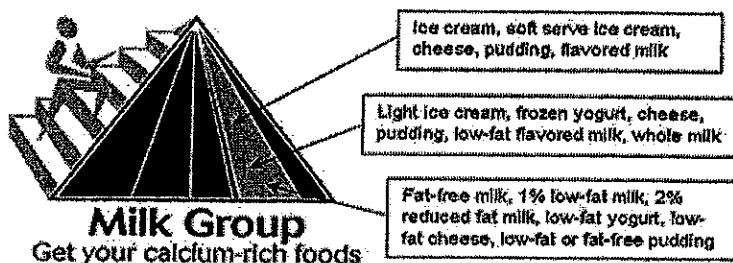 Ice cream, soft serve ice cream,
cheese, pudding, flavored milk
Light ice cream, frozen yogurt, cheese,
pudding, low-fat flavored milk, whole milk
Fat-free milk, 1% low-fat milk, 2%
reduced fat milk, low-fat yogurt, low-
fat cheese, low-fat or fat-free pudding
Milk Group
Get your calcium-rich foods